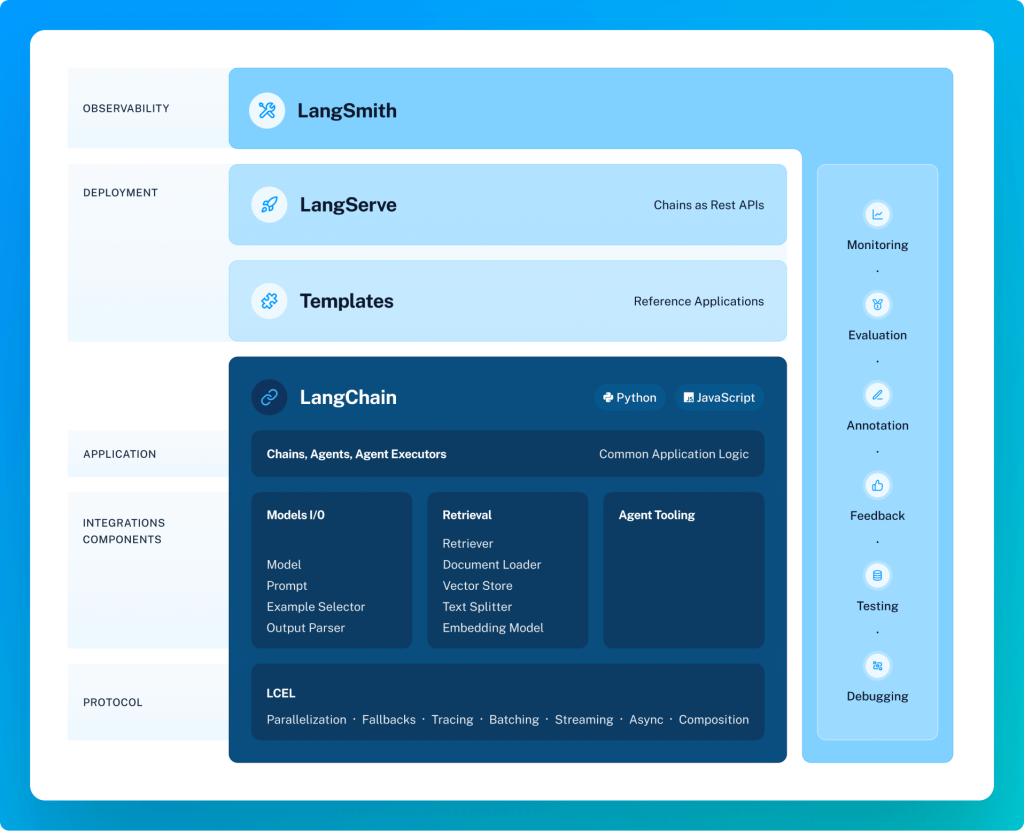 OBSERVABILITY
LangSmith
DEPLOYMENT
LangServe
Chains as Rest APIs
Templates
Reference Applications
LangChain
Python
JavaScript
APPLICATION
Chains, Agents, Agent Executors
Common Application Logic
INTEGRATIONS
COMPONENTS
Models I/0
Model
Prompt
Example Selector
Output Parser
Retrieval
Retriever
Document Loader
Vector Store
Text Splitter
Embedding Model
Agent Tooling
PROTOCOL
LCEL
Parallelization · Fallbacks · Tracing · Batching · Streaming · Async · Composition
Monitoring
·
Evaluation
·
Annotation
·
Feedback
·
Testing
·
Debugging